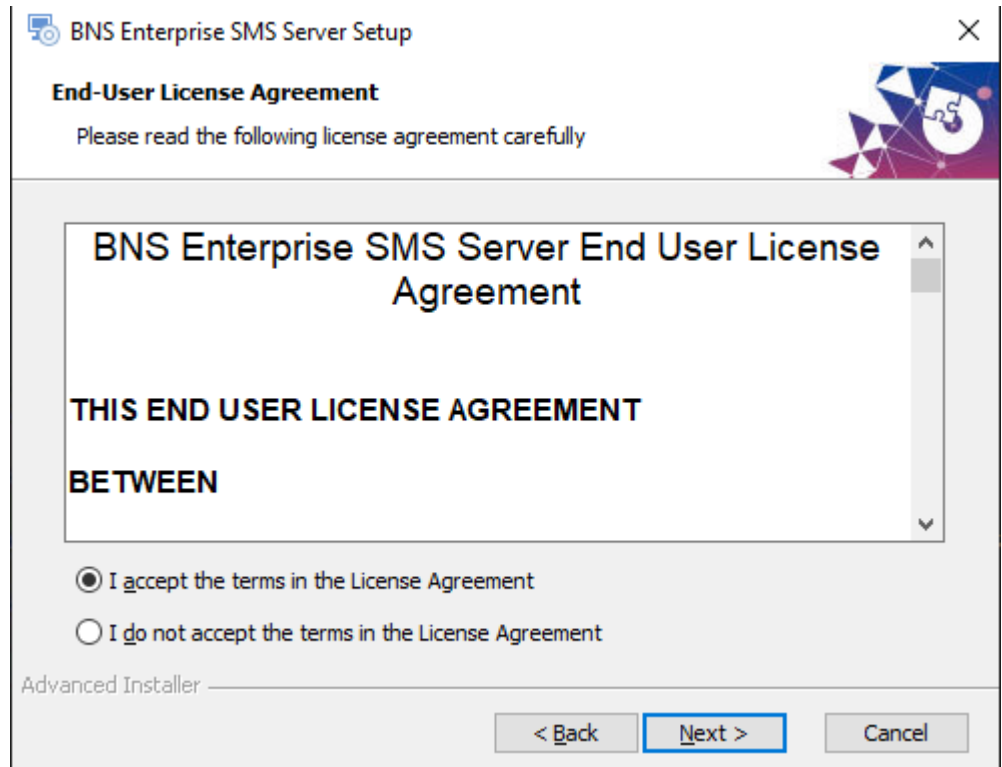 BNS Enterprise SMS Server Setup
End-User License Agreement
Please read the following license agreement carefully
BNS Enterprise SMS Server End User License
Agreement
THIS END USER LICENSE AGREEMENT
BETWEEN
I accept the terms in the License Agreement
I do not accept the terms in the License Agreement
Advanced Installer
< Back
Next >
Cancel